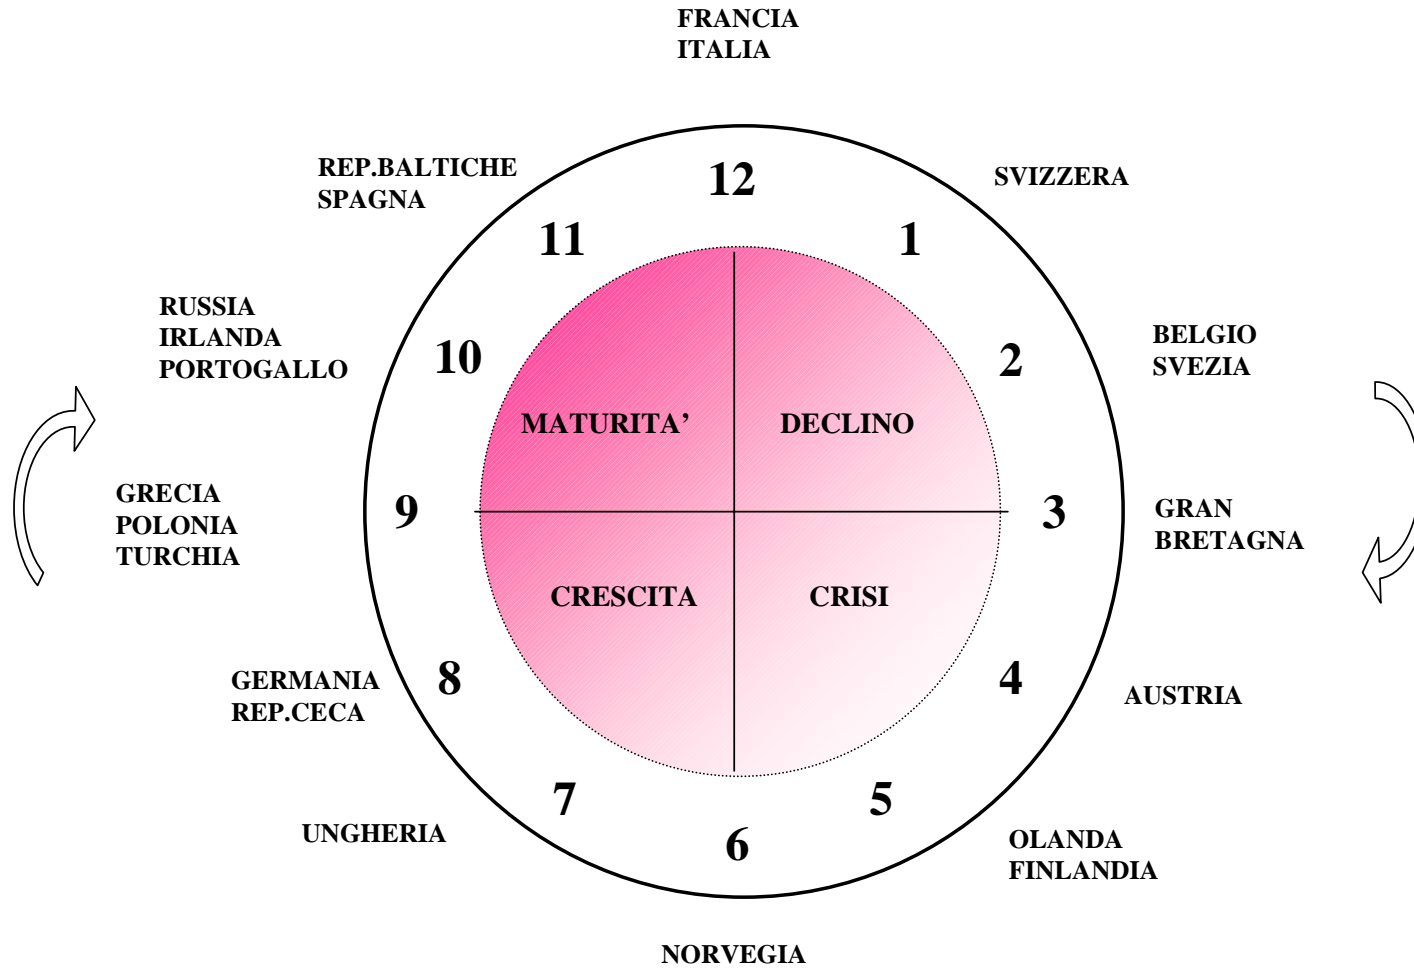 FRANCIA
ITALIA
REP.BALTICHE
SPAGNA
12
SVIZZERA
11
1
RUSSIA
IRLANDA
PORTOGALLO
10
2
BELGIO
SVEZIA
MATURITA’
DECLINO
GRECIA
POLONIA
TURCHIA
9
3
GRAN
BRETAGNA
CRESCITA
CRISI
GERMANIA
REP.CECA
8
4
AUSTRIA
7
5
UNGHERIA
6
OLANDA
FINLANDIA
NORVEGIA